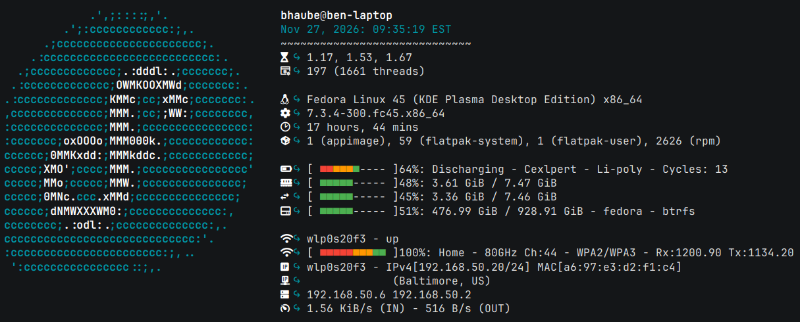 bhaube@ben-laptop
Nov 27, 2026: 09:35:19 EST
~~~~~~~~~~~~~~~~~~~~~~~~~~~~
1.17, 1.53, 1.67
197 (1661 threads)
Fedora Linux 45 (KDE Plasma Desktop Edition) x86_64
7.3.4-300.fc45.x86_64
17 hours, 44 mins
1 (appimage), 59 (flatpak-system), 1 (flatpak-user), 2626 (rpm)
[ ■■■■■■---- ]64%: Discharging - Cexlpert - Li-poly - Cycles: 13
[ ■■■■■----- ]48%: 3.61 GiB / 7.47 GiB
[ ■■■■■----- ]45%: 3.36 GiB / 7.46 GiB
[ ■■■■■----- ]51%: 476.99 GiB / 928.91 GiB - fedora - btrfs
wlp0s20f3 - up
[ ■■■■■■■■■■ ]100%: Home - 80GHz Ch:44 - WPA2/WPA3 - Rx:1200.90 Tx:1134.20
wlp0s20f3 - IPv4[192.168.50.20/24] MAC[a6:97:e3:d2:f1:c4]
(Baltimore, US)
192.168.50.6 192.168.50.2
1.56 KiB/s (IN) - 516 B/s (OUT)